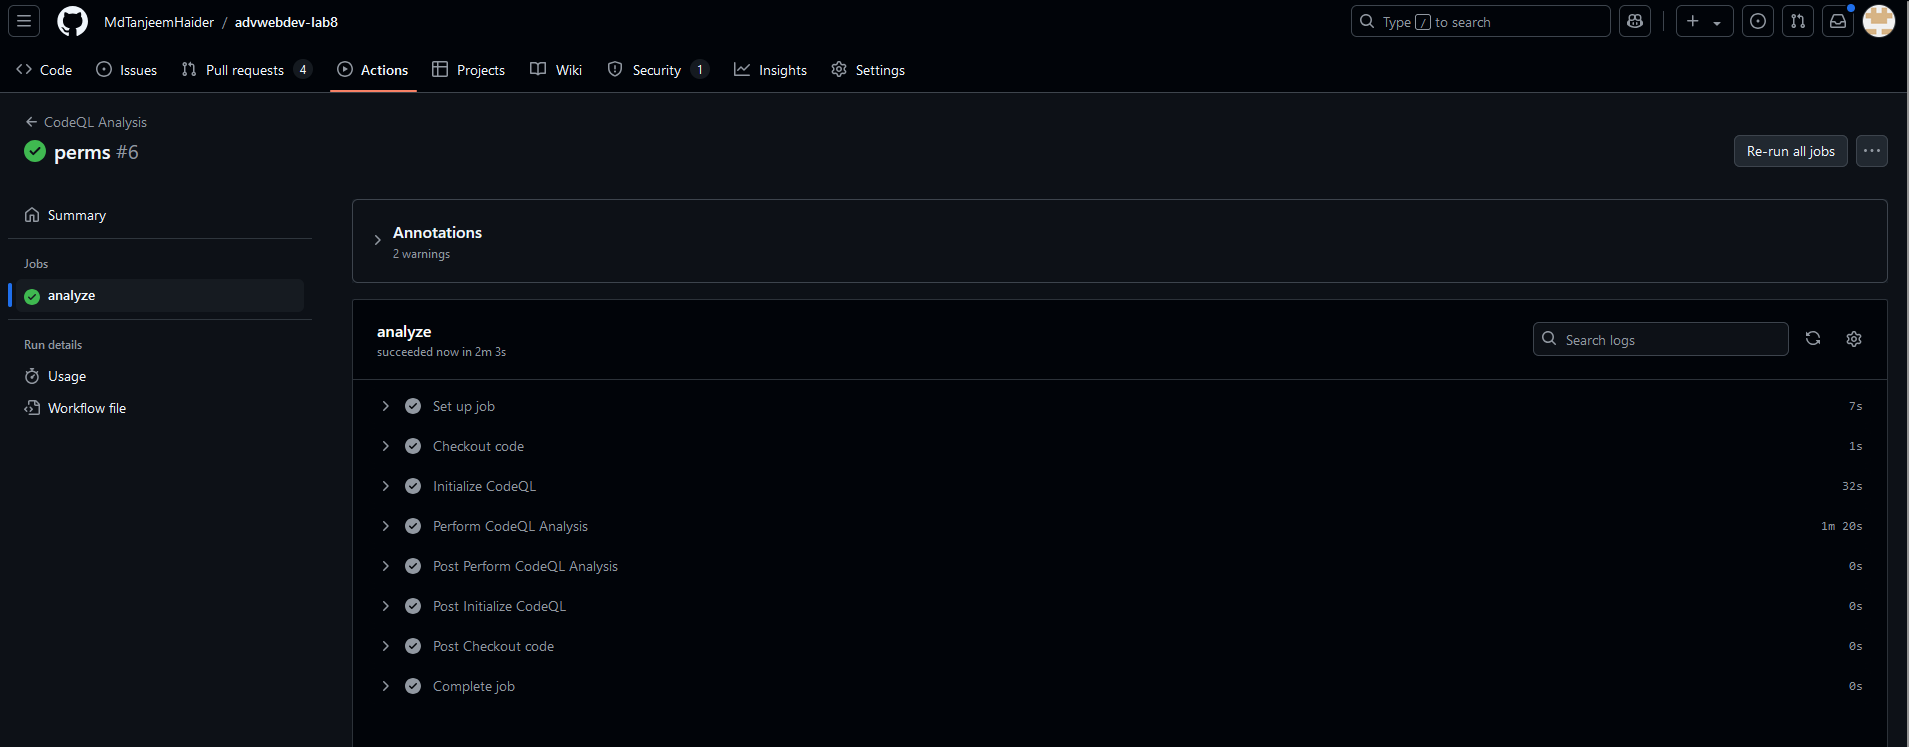 MdTanjeemHaider / advwebdev-lab8
Type / to search
Code
Issues
Pull requests 4
Actions
Projects
Wiki
Security 1
Insights
Settings
CodeQL Analysis
perms #6
Re-run all jobs
Summary
Jobs
analyze
Run details
Usage
Workflow file
Annotations
2 warnings
analyze
succeeded now in 2m 3s
Search logs
Set up job 7s
Checkout code 1s
Initialize CodeQL 32s
Perform CodeQL Analysis 1m 20s
Post Perform CodeQL Analysis 0s
Post Initialize CodeQL 0s
Post Checkout code 0s
Complete job 0s